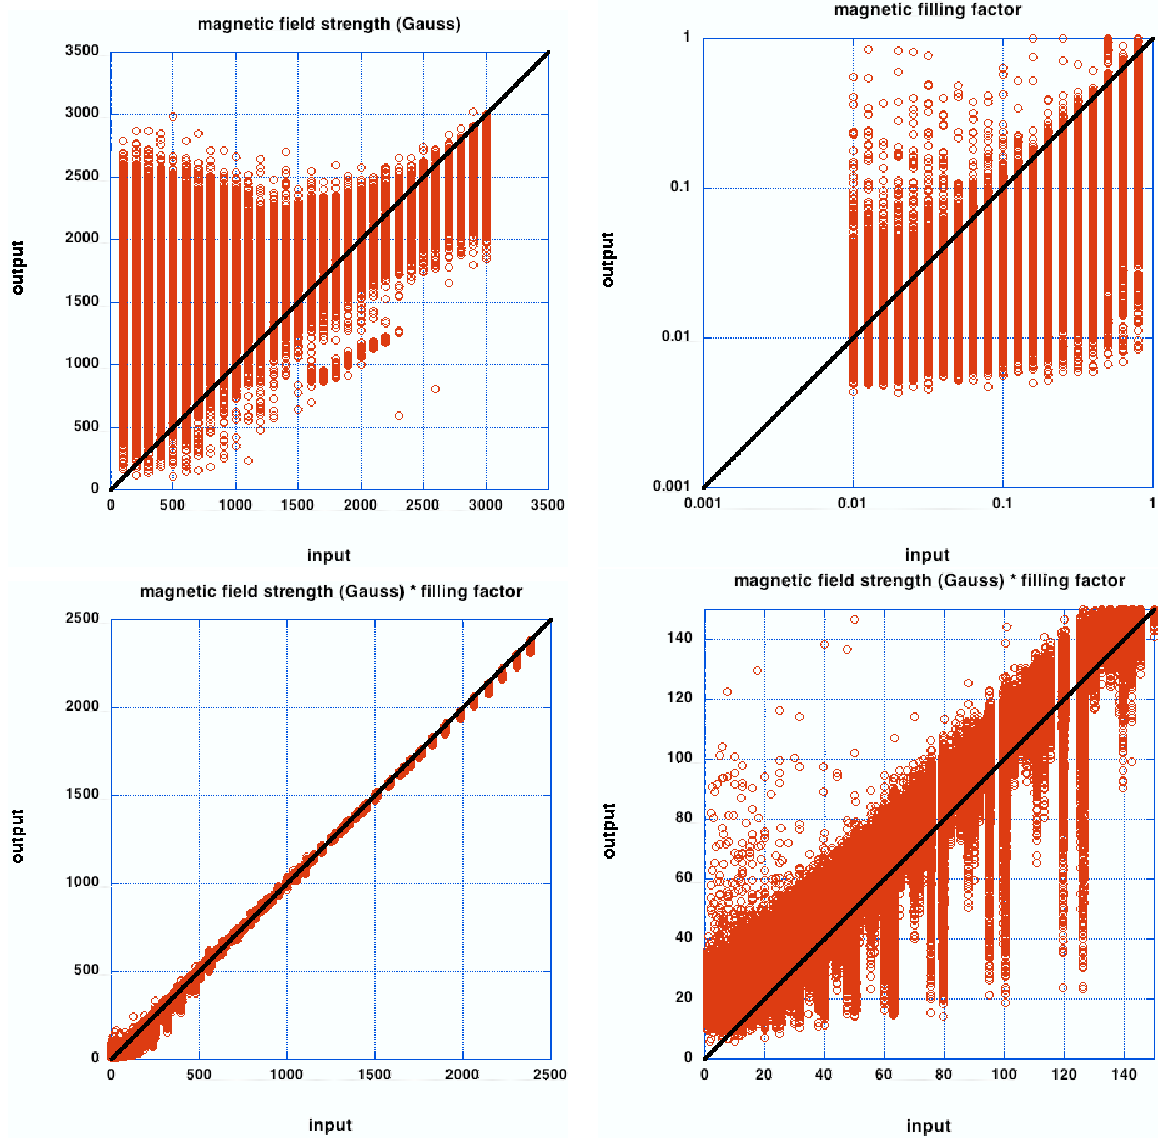 magnetic field strength (Gauss)
3500
3000
2500
2000
1500
1000
500
0
output
0 500 1000 1500 2000 2500 3000 3500
input
magnetic filling factor
1
0.1
0.01
0.001
output
0.001 0.01 0.1 1
input
magnetic field strength (Gauss) * filling factor
2500
2000
1500
1000
500
0
output
0 500 1000 1500 2000 2500
input
magnetic field strength (Gauss) * filling factor
140
120
100
80
60
40
20
0
output
0 20 40 60 80 100 120 140
input